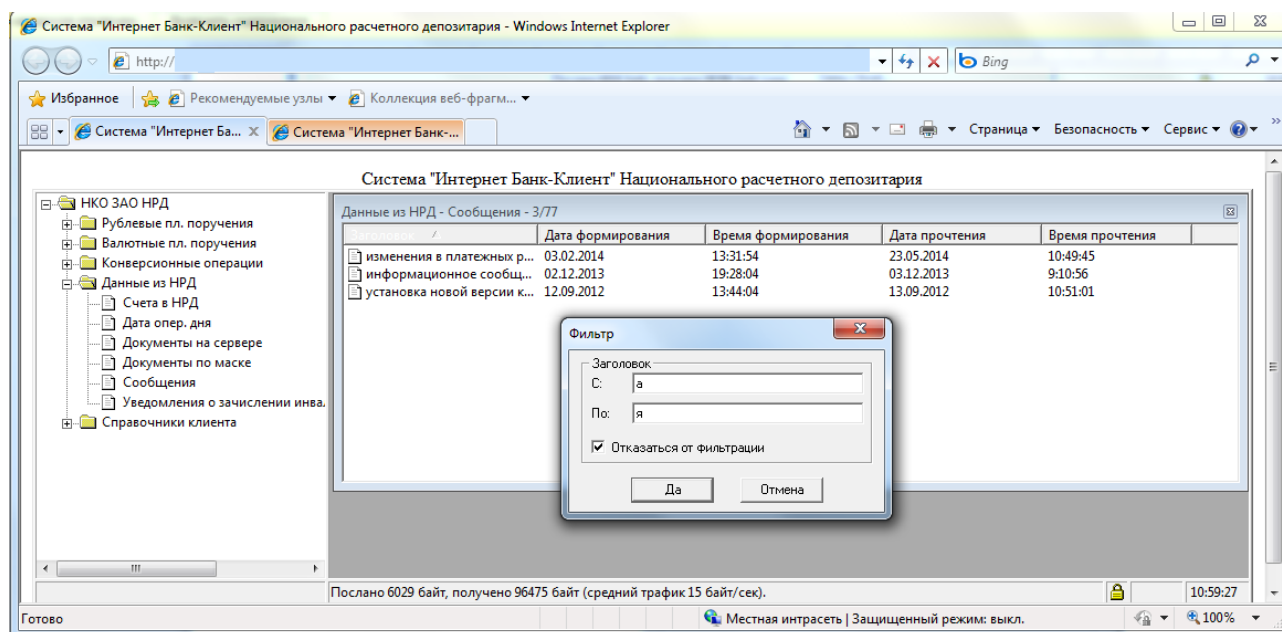 Система "Интернет Банк-Клиент" Национального расчетного депозитария - Windows Internet Explorer
http://
Bing
Избранное Рекомендуемые узлы Коллекция веб-фрагм...
Система "Интернет Ба... Система "Интернет Банк-... Страница Безопасность Сервис
Система "Интернет Банк-Клиент" Национального расчетного депозитария
НКО ЗАО НРД
Рублевые пл. поручения
Валютные пл. поручения
Конверсионные операции
Данные из НРД
Счета в НРД
Дата опер. дня
Документы на сервере
Документы по маске
Сообщения
Уведомления о зачислении инва.
Справочники клиента
Данные из НРД - Сообщения - 3/77
Заголовок Дата формирования Время формирования Дата прочтения Время прочтения
изменения в платежных р... 03.02.2014 13:31:54 23.05.2014 10:49:45
информационное сообщ... 02.12.2013 19:28:04 03.12.2013 9:10:56
установка новой версии к... 12.09.2012 13:44:04 13.09.2012 10:51:01
Фильтр
Заголовок
С: а
По: я
Отказаться от фильтрации
Да Отмена
Послано 6029 байт, получено 96475 байт (средний трафик 15 байт/сек). 10:59:27
Готово Местная интрасеть | Защищенный режим: выкл. 100%